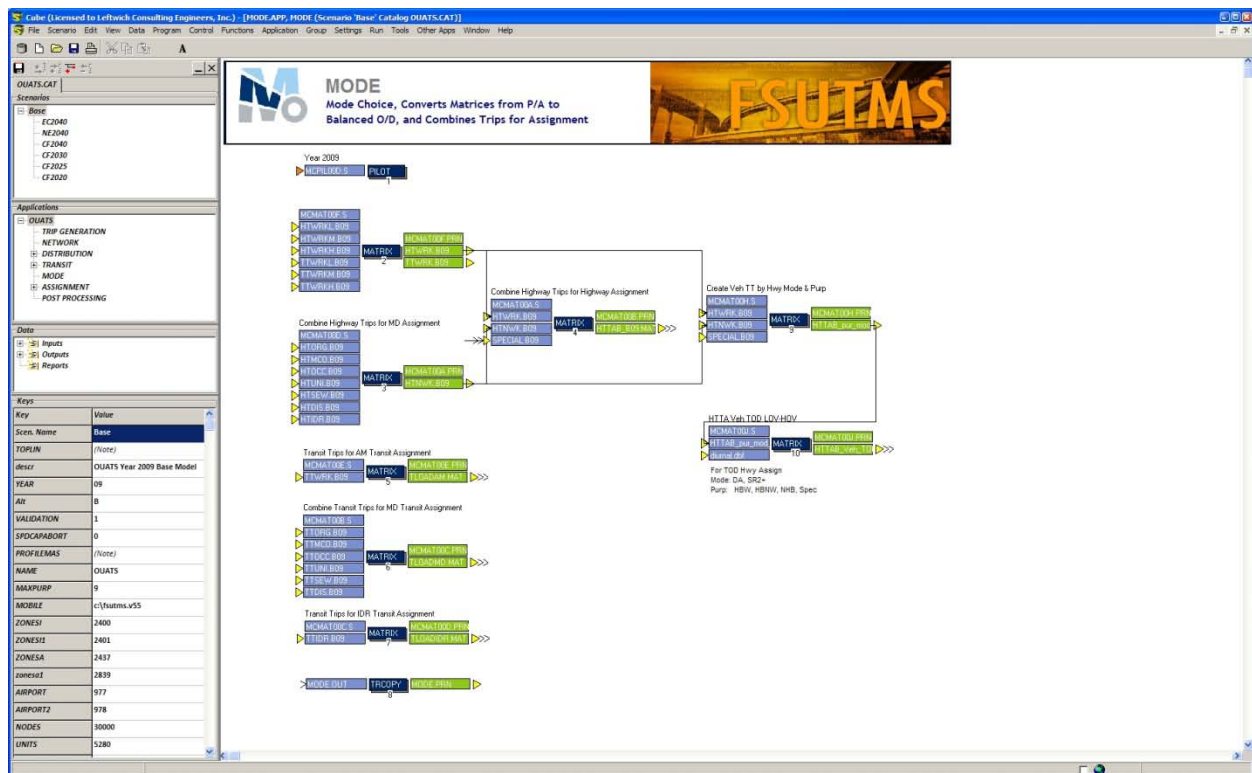 Cube (Licensed to Leftwich Consulting Engineers, Inc.) - [MODE.APP, MODE (Scenario 'Base' Catalog OUATS.CAT)]
File Scenario Edit View Data Program Control Functions Application Group Settings Run Tools Other Apps Window Help
A
OUATS.CAT
Scenarios
Base
EC2040
NE2040
CF2040
CF2030
CF2025
CF2020
Applications
OUATS
TRIP GENERATION
NETWORK
DISTRIBUTION
TRANSIT
MODE
ASSIGNMENT
POST PROCESSING
Data
Inputs
Outputs
Reports
Keys
Key Value
Scen. Name Base
TOPLIN (Note)
descr OUATS Year 2009 Base Model
YEAR 09
Alt B
VALIDATION 1
SPDCAPABORT 0
PROFILEMAS (Note)
NAME OUATS
MAXPURP 9
MOBILE c:\fsutms.v55
ZONESI 2400
ZONESI1 2401
ZONESA 2437
zonesa1 2839
AIRPORT 977
AIRPORT2 978
NODES 30000
UNITS 5280
MODE
Mode Choice, Converts Matrices from P/A to
Balanced O/D, and Combines Trips for Assignment
FSUTMS
Year 2009
MCPIL00D.S PILOT
1
MCMAT00F.S
HTWRKL.B09
HTWRKM.B09 MCMAT00F.PRN
HTWRKH.B09 MATRIX HTWRK.B09
TTWRKL.B09 2 TTWRK.B09
TTWRKM.B09
TTWRKH.B09
Combine Highway Trips for MD Assignment
MCMAT00D.S
HTORG.B09
HTMCO.B09
HTOCC.B09 MCMAT00A.PRN
HTUNI.B09 MATRIX HTNWK.B09
HTSEW.B09 3
HTDIS.B09
HTIDR.B09
Combine Highway Trips for Highway Assignment
MCMAT00A.S
HTWRK.B09 MCMAT00B.PRN
HTNWK.B09 MATRIX HTTAB_B09.MAT
SPECIAL.B09 4
Create Veh TT by Hwy Mode & Purp
MCMAT00H.S
HTWRK.B09 MCMAT00H.PRN
HTNWK.B09 MATRIX HTTAB_pur_mod
SPECIAL.B09 9
HTTA Veh TOD LOV-HOV
MCMAT00J.S MCMAT00J.PRN
HTTAB_pur_mod MATRIX HTTAB_Veh_TO
diurnal.dbf 10
For TOD Hwy Assign
Mode: DA, SR2+
Purp: HBW, HBNW, NHB, Spec
Transit Trips for AM Transit Assignment
MCMAT00E.S MCMAT00E.PRN
TTWRK.B09 MATRIX TLOADAM.MAT
5
Combine Transit Trips for MD Transit Assignment
MCMAT00B.S
TTORG.B09
TTMCO.B09 MCMAT00C.PRN
TTOCC.B09 MATRIX TLOADMD.MAT
TTUNI.B09 6
TTSEW.B09
TTDIS.B09
Transit Trips for IDR Transit Assignment
MCMAT00C.S MCMAT00D.PRN
TTIDR.B09 MATRIX TLOADIDR.MAT
7
MODE.OUT TRCOPY MODE.PRN
8